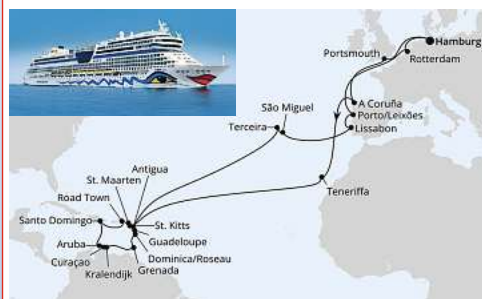 Hamburg
Portsmouth
Rotterdam
A Coruña
Porto/Leixões
São Miguel
Terceira
Lissabon
Antigua
St. Maarten
Teneriffa
Road Town
Santo Domingo
St. Kitts
Guadeloupe
Aruba
Dominica/Roseau
Curaçao
Grenada
Kralendijk